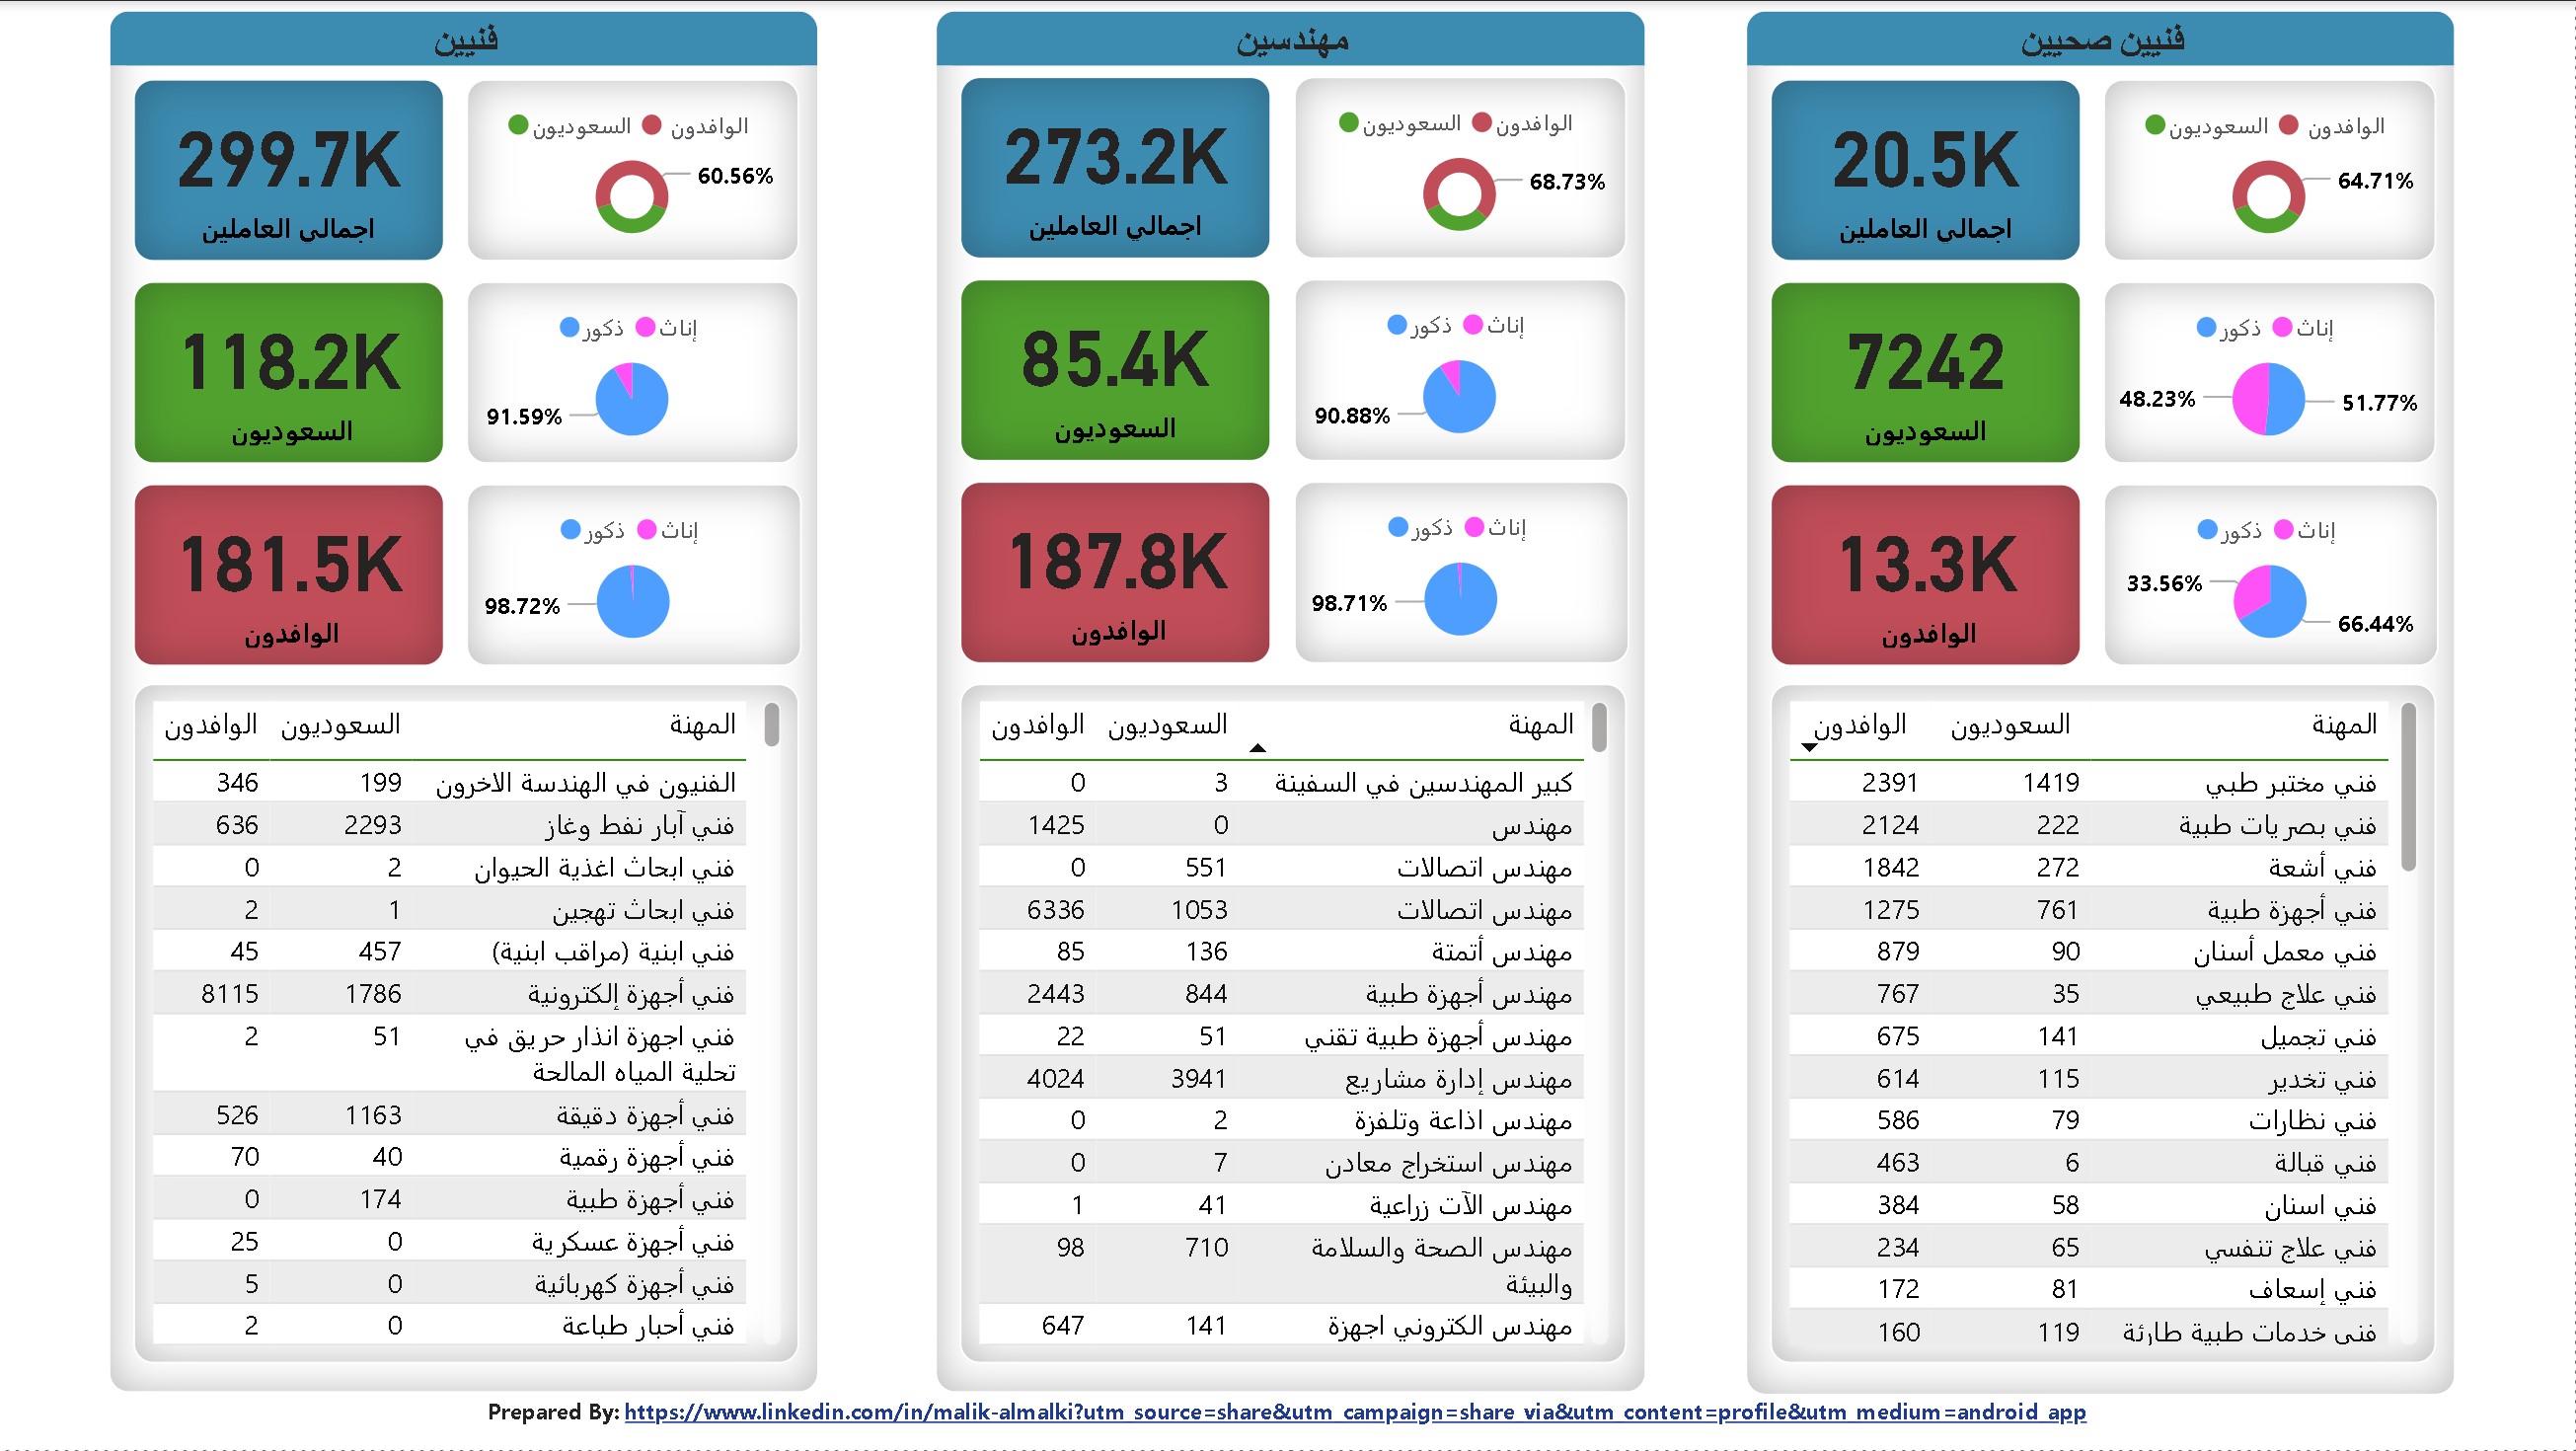 فنيين صحيين
20.5K
اجمالي العاملين
السعوديون الوافدون
64.71%
7242
السعوديون
ذكور إناث
48.23%
51.77%
13.3K
الوافدون
ذكور إناث
33.56%
66.44%
المهنة السعوديون الوافدون
فني مختبر طبي 1419 2391
فني بصريات طبية 222 2124
فني أشعة 272 1842
فني أجهزة طبية 761 1275
فني معمل أسنان 90 879
فني علاج طبيعي 35 767
فني تجميل 141 675
فني تخدير 115 614
فني نظارات 79 586
فني قبالة 6 463
فني اسنان 58 384
فني علاج تنفسي 65 234
فني إسعاف 81 172
فني خدمات طبية طارئة 119 160
مهندسين
273.2K
اجمالي العاملين
السعوديون الوافدون
68.73%
85.4K
السعوديون
ذكور إناث
90.88%
187.8K
الوافدون
ذكور إناث
98.71%
المهنة السعوديون الوافدون
كبير المهندسين في السفينة 3 0
مهندس 0 1425
مهندس اتصالات 551 0
مهندس اتصالات 1053 6336
مهندس أتمتة 136 85
مهندس أجهزة طبية 844 2443
مهندس أجهزة طبية تقني 51 22
مهندس إدارة مشاريع 3941 4024
مهندس اذاعة وتلفزة 2 0
مهندس استخراج معادن 7 0
مهندس الآت زراعية 41 1
مهندس الصحة والسلامة 710 98
والبيئة
مهندس الكتروني اجهزة 141 647
فنيين
299.7K
اجمالي العاملين
السعوديون الوافدون
60.56%
118.2K
السعوديون
ذكور إناث
91.59%
181.5K
الوافدون
ذكور إناث
98.72%
المهنة السعوديون الوافدون
الفنيون في الهندسة الاخرون 199 346
فني آبار نفط وغاز 2293 636
فني ابحاث اغذية الحيوان 2 0
فني ابحاث تهجين 1 2
فني ابنية (مراقب ابنية) 457 45
فني أجهزة إلكترونية 1786 8115
فني اجهزة انذار حريق في 51 2
تحلية المياه المالحة
فني أجهزة دقيقة 1163 526
فني أجهزة رقمية 40 70
فني أجهزة طبية 174 0
فني أجهزة عسكرية 0 25
فني أجهزة كهربائية 0 5
فني أحبار طباعة 0 2
Prepared By: https://www.linkedin.com/in/malik-almalki?utm_source=share&utm_campaign=share_via&utm_content=profile&utm_medium=android_app